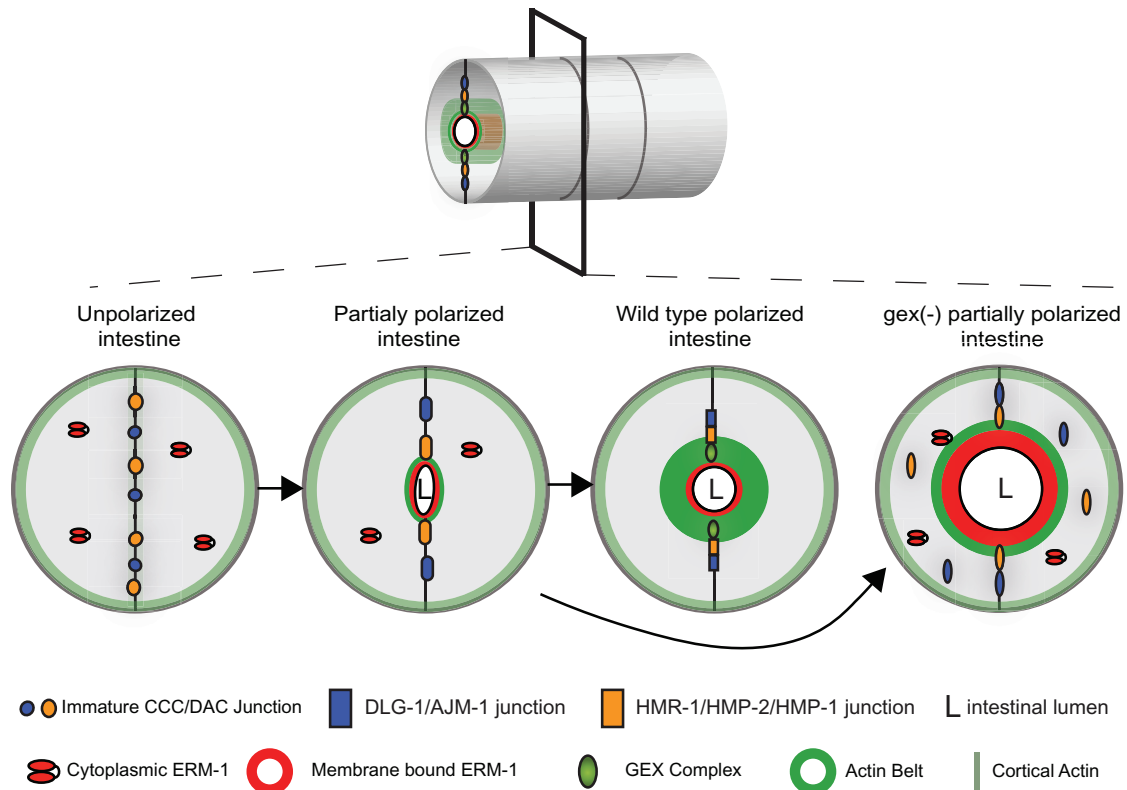 Unpolarized
intestine
Partialy polarized
intestine
Wild type polarized
intestine
gex(-) partially polarized
intestine
L
L
L
Immature CCC/DAC Junction
DLG-1/AJM-1 junction
HMR-1/HMP-2/HMP-1 junction
L intestinal lumen
Cytoplasmic ERM-1
Membrane bound ERM-1
GEX Complex
Actin Belt
Cortical Actin